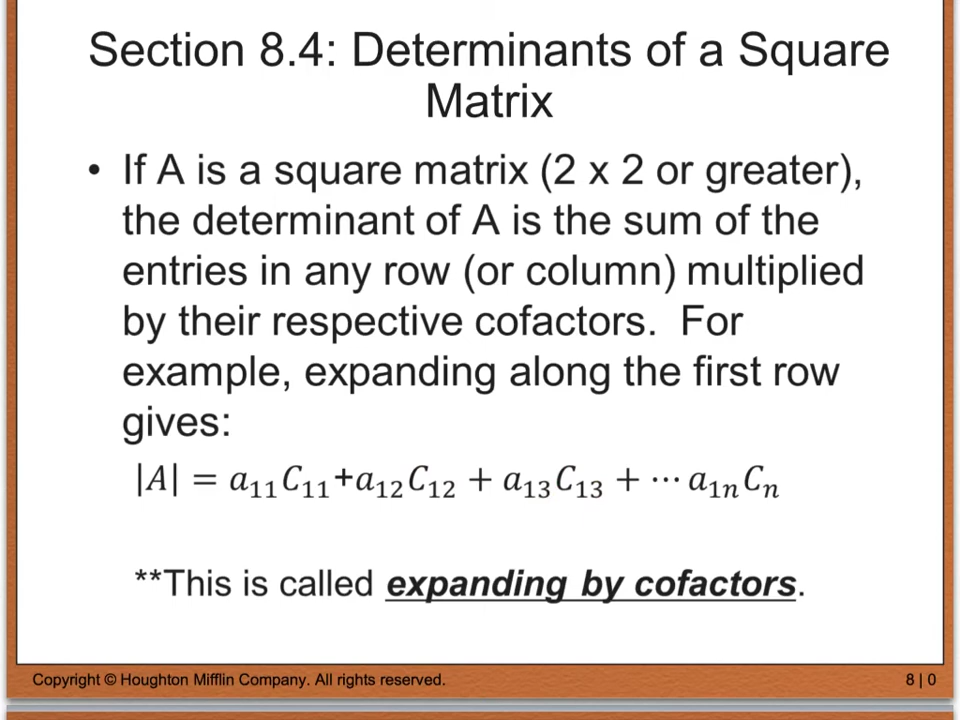 Section 8.4: Determinants of a Square
Matrix
• If A is a square matrix (2 x 2 or greater),
the determinant of A is the sum of the
entries in any row (or column) multiplied
by their respective cofactors.  For
example, expanding along the first row
gives:
|A| = a₁₁C₁₁+a₁₂C₁₂ + a₁₃C₁₃ + ⋯ a₁ₙCₙ
**This is called expanding by cofactors.
Copyright © Houghton Mifflin Company. All rights reserved.
8 | 0